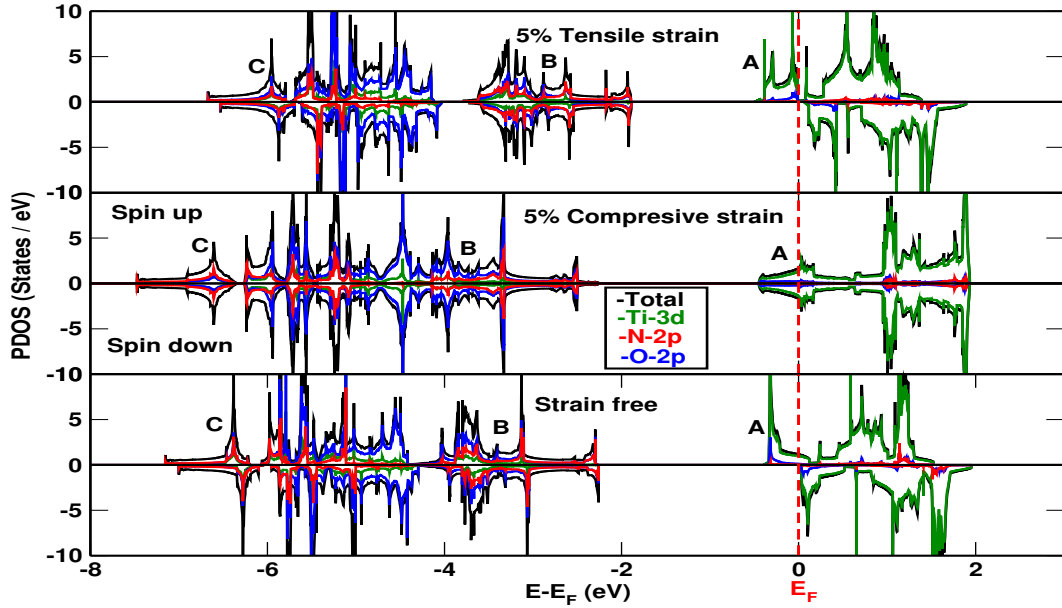 10
5
0
-5
-10
5% Tensile strain
C
B
A
Spin up
5
0
-5
-10
5% Compresive strain
C
B
A
Spin down
-Total
-Ti-3d
-N-2p
-O-2p
10
5
0
-5
-10
Strain free
C
B
A
PDOS (States / eV)
-8
-6
-4
-2
0
2
E-E_F (eV)
E_F